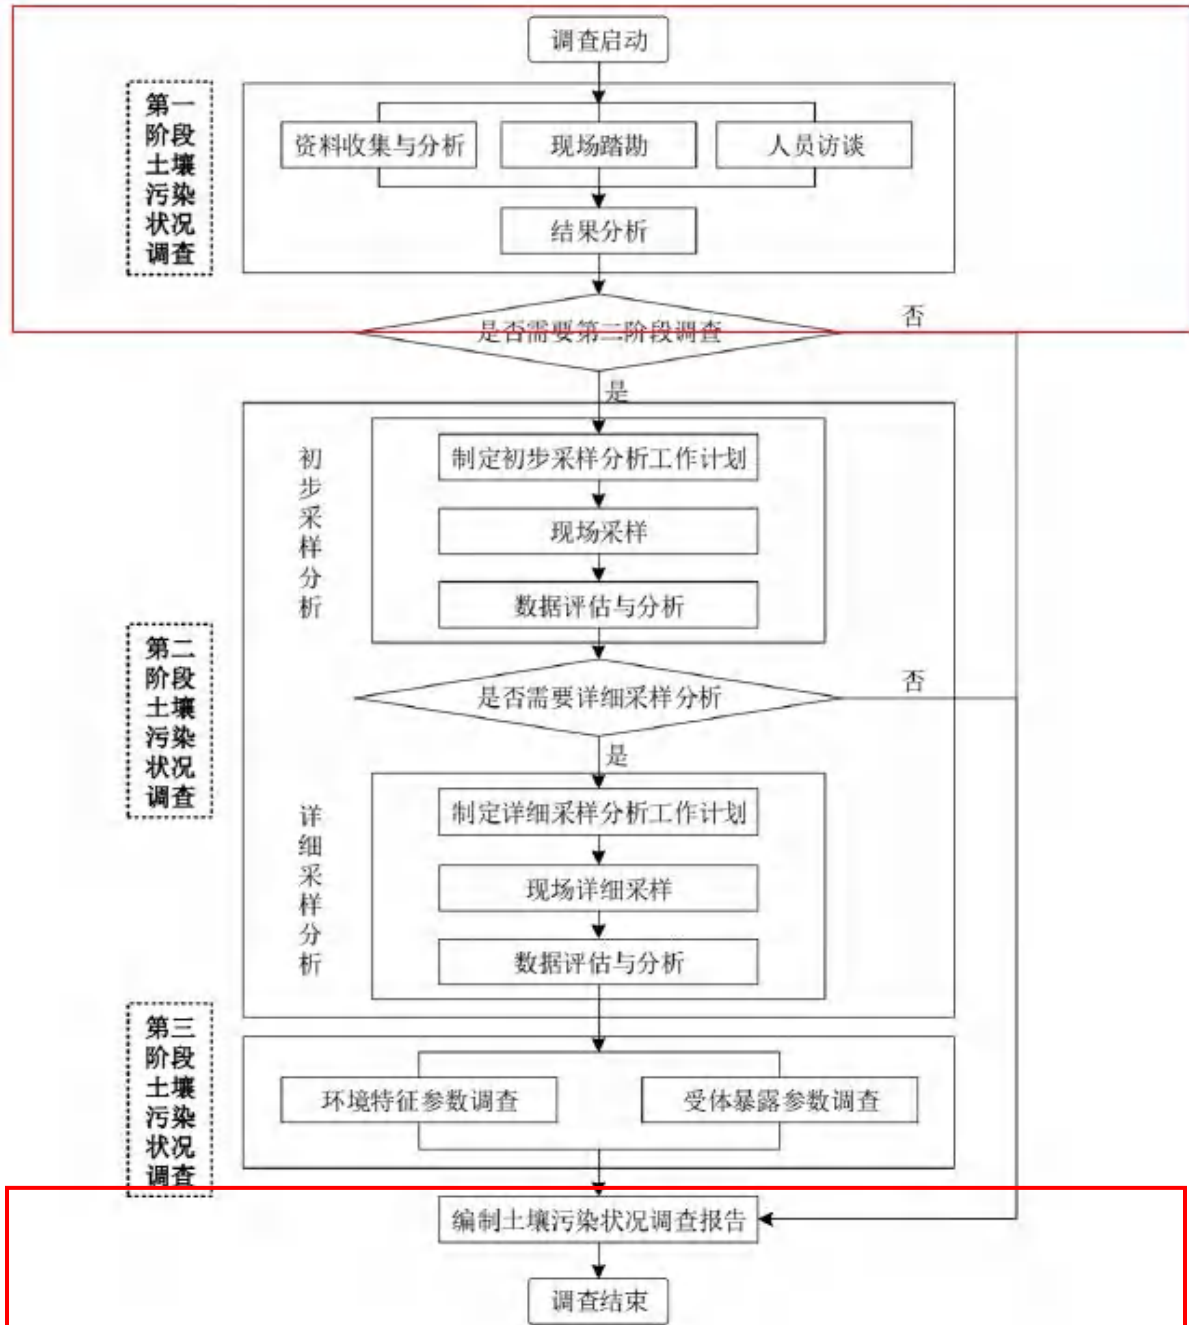 调查启动
第一
阶段
土壤
污染
状况
调查
资料收集与分析
现场踏勘
人员访谈
结果分析
是否需要第二阶段调查
否
是
初
步
采
样
分
析
制定初步采样分析工作计划
现场采样
数据评估与分析
第二
阶段
土壤
污染
状况
调查
是否需要详细采样分析
否
是
详
细
采
样
分
析
制定详细采样分析工作计划
现场详细采样
数据评估与分析
第三
阶段
土壤
污染
状况
调查
环境特征参数调查
受体暴露参数调查
编制土壤污染状况调查报告
调查结束